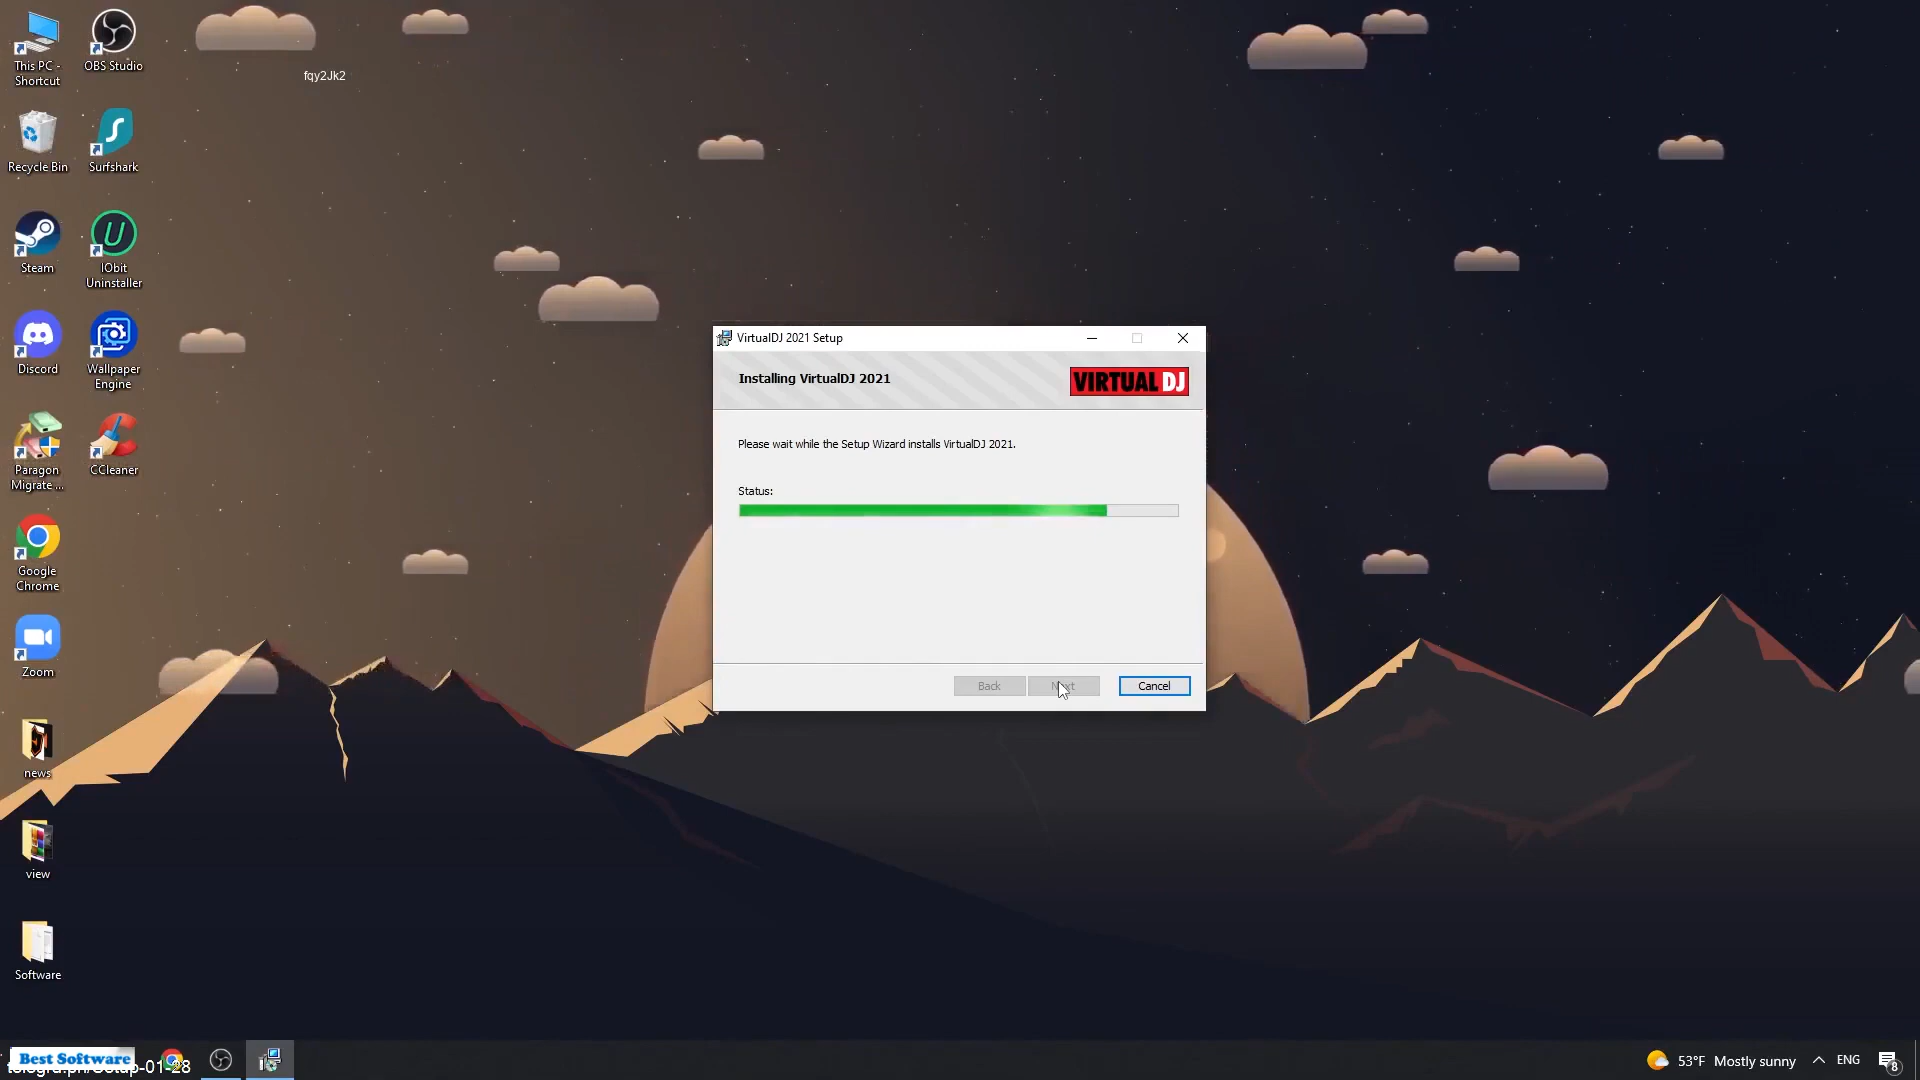 This PC -
Shortcut
OBS Studio
fqy2Jk2
Recycle Bin
Surfshark
Steam
IObit
Uninstaller
Discord
Wallpaper
Engine
Paragon
Migrate ...
CCleaner
Google
Chrome
Zoom
news
view
Software
VirtualDJ 2021 Setup
Installing VirtualDJ 2021
VIRTUAL DJ
Please wait while the Setup Wizard installs VirtualDJ 2021.
Status:
Back
Cancel
Best Software
53°F Mostly sunny
ENG
8